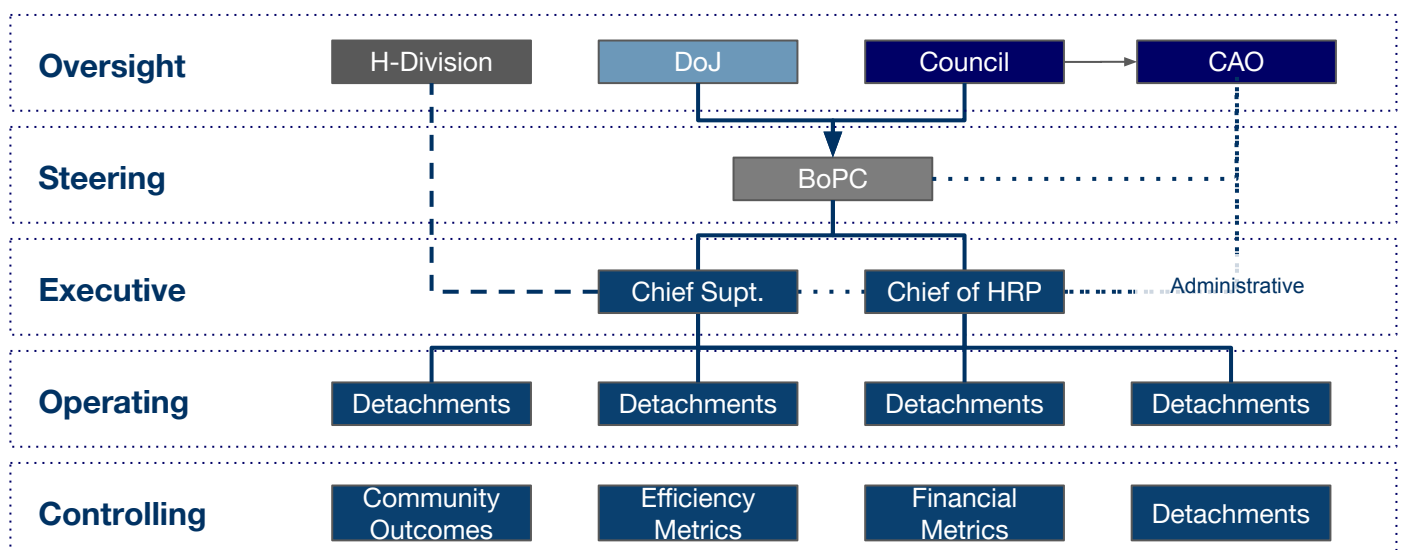 Oversight
H-Division
DoJ
Council
CAO
Steering
BoPC
Executive
Chief Supt.
Chief of HRP
Administrative
Operating
Detachments
Detachments
Detachments
Detachments
Controlling
Community
Outcomes
Efficiency
Metrics
Financial
Metrics
Detachments